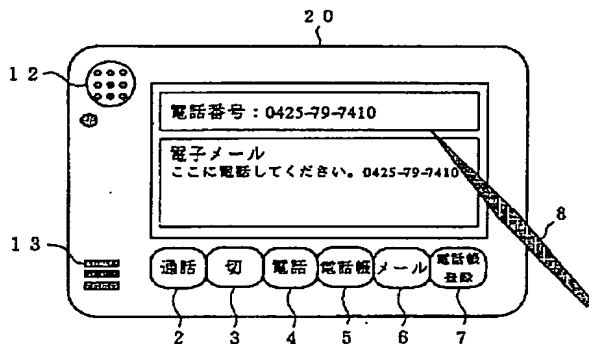 20
12
電話番号：0425-79-7410
電子メール
ここに電話してください。0425-79-7410
8
13
通話 切 電話 電話帳 メール 電話帳登録
2 3 4 5 6 7